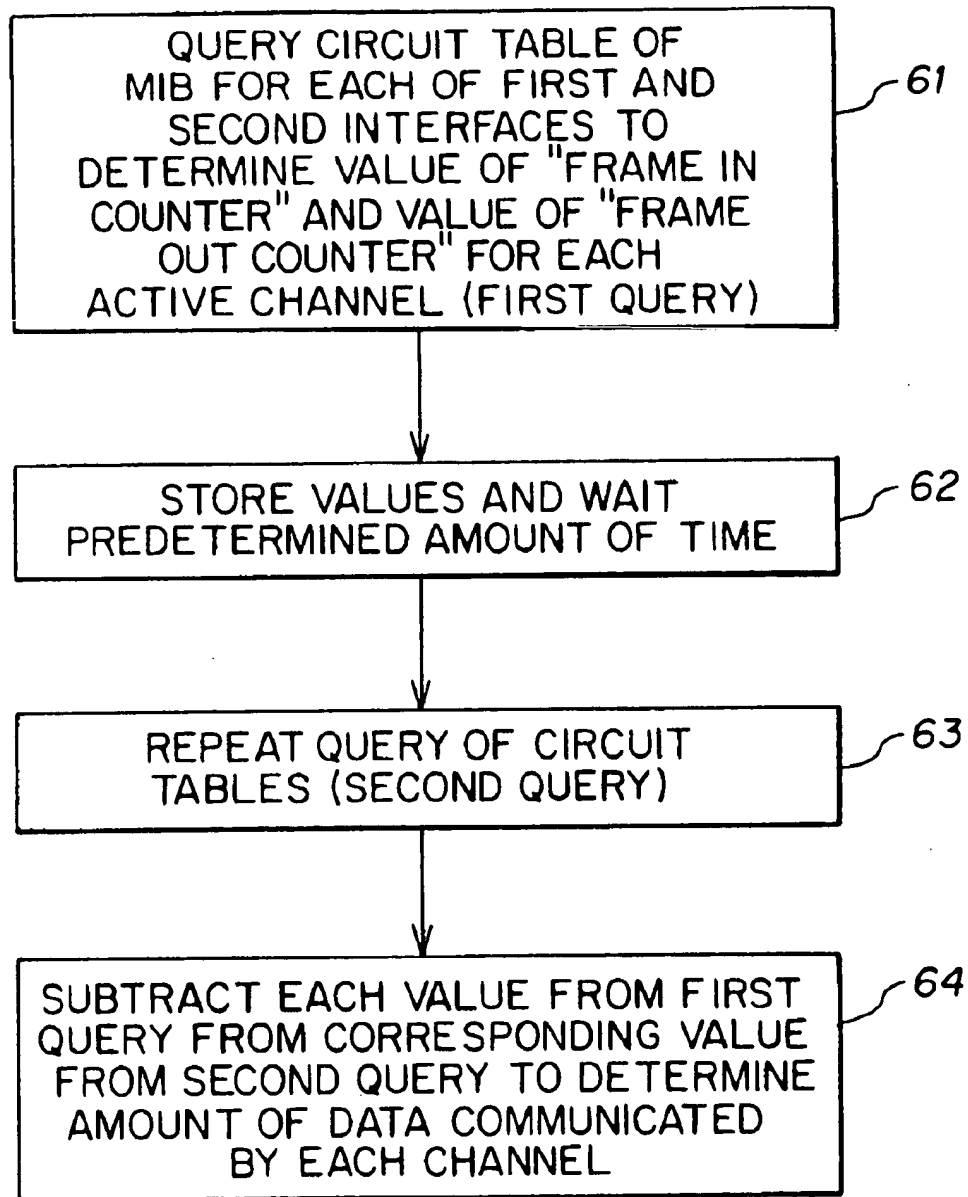 QUERY CIRCUIT TABLE OF
MIB FOR EACH OF FIRST AND
SECOND INTERFACES TO
DETERMINE VALUE OF "FRAME IN
COUNTER" AND VALUE OF "FRAME
OUT COUNTER" FOR EACH
ACTIVE CHANNEL (FIRST QUERY)
61
STORE VALUES AND WAIT
PREDETERMINED AMOUNT OF TIME
62
REPEAT QUERY OF CIRCUIT
TABLES (SECOND QUERY)
63
SUBTRACT EACH VALUE FROM FIRST
QUERY FROM CORRESPONDING VALUE
FROM SECOND QUERY TO DETERMINE
AMOUNT OF DATA COMMUNICATED
BY EACH CHANNEL
64